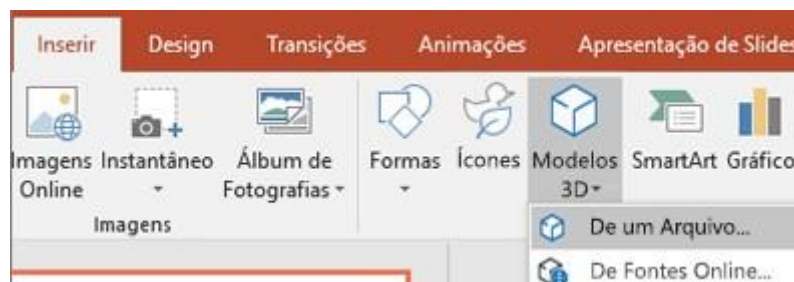 Inserir Design Transições Animações Apresentação de Slides
Imagens Online
Instantâneo
Álbum de Fotografias
Formas
Ícones
Modelos 3D
SmartArt
Gráfico
Imagens
De um Arquivo...
De Fontes Online...